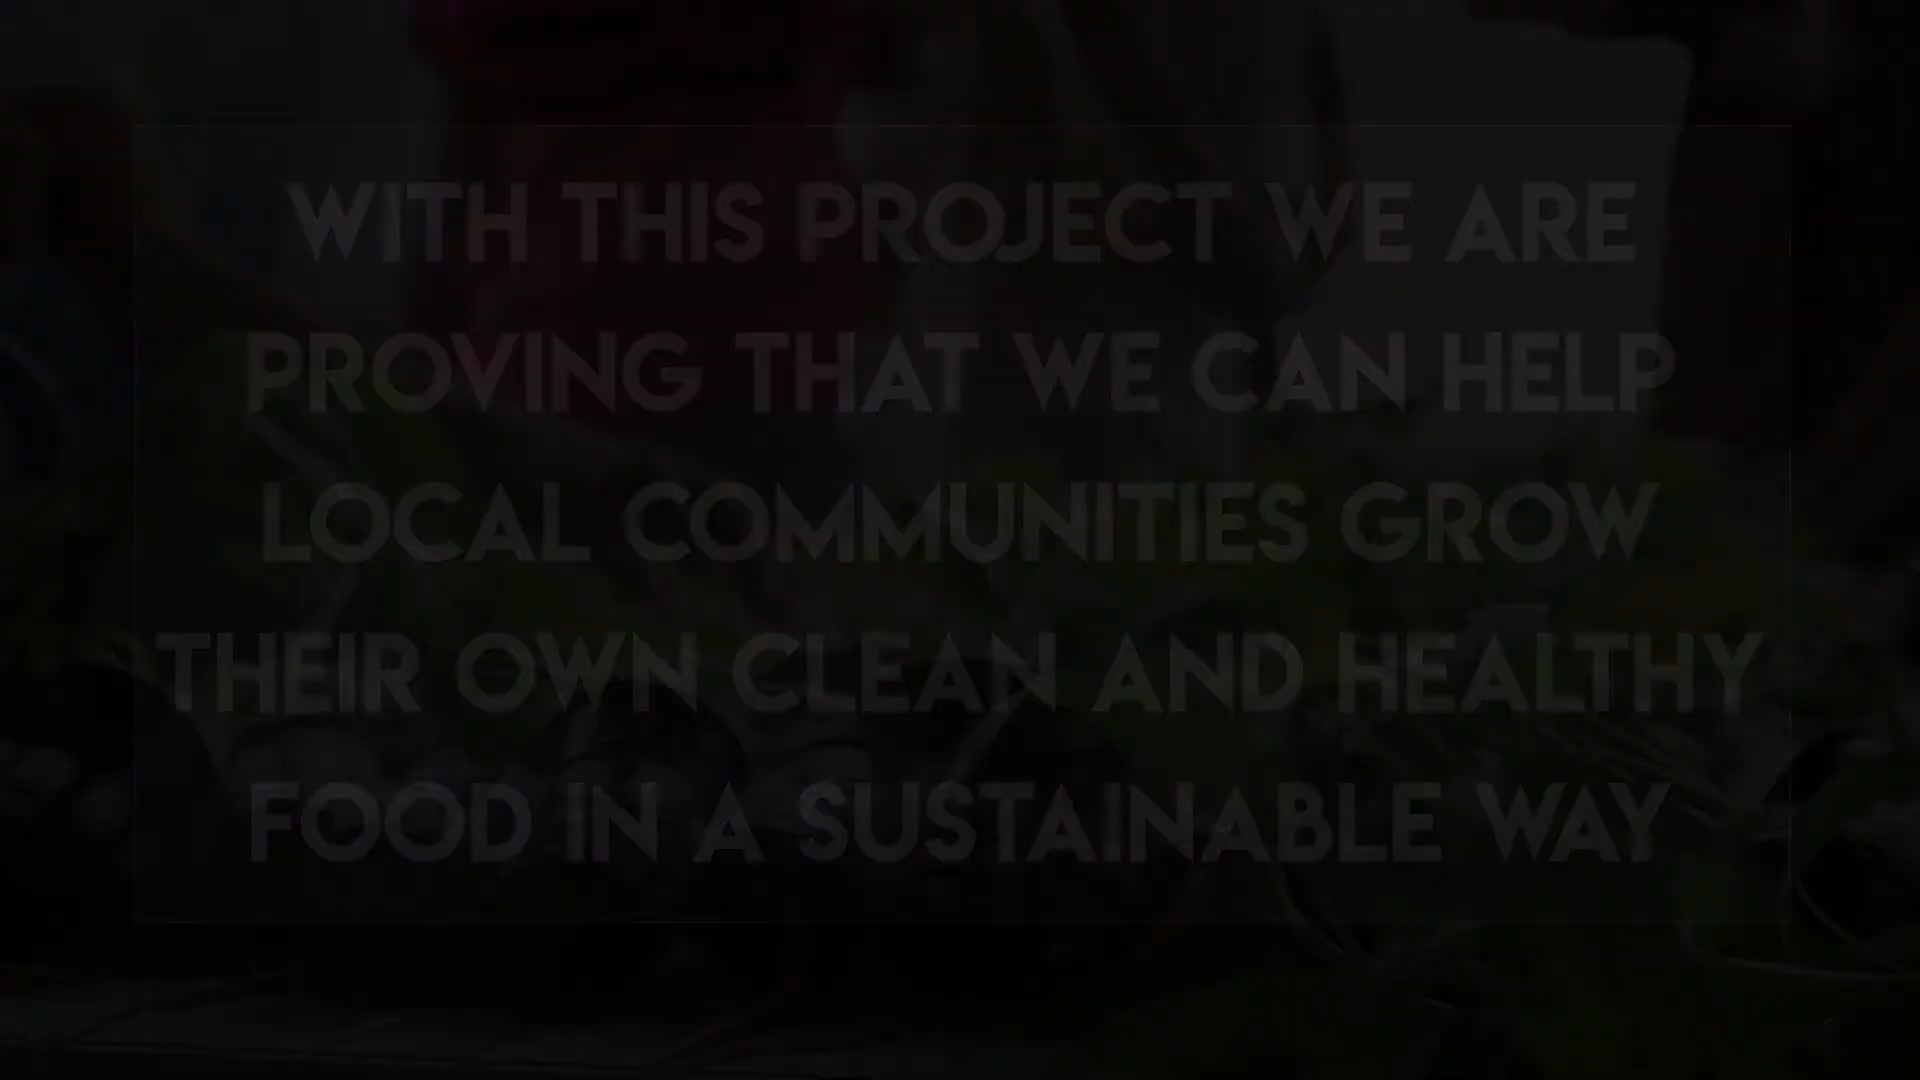 WITH THIS PROJECT WE ARE
PROVING THAT WE CAN HELP
LOCAL COMMUNITIES GROW
THEIR OWN CLEAN AND HEALTHY
FOOD IN A SUSTAINABLE WAY